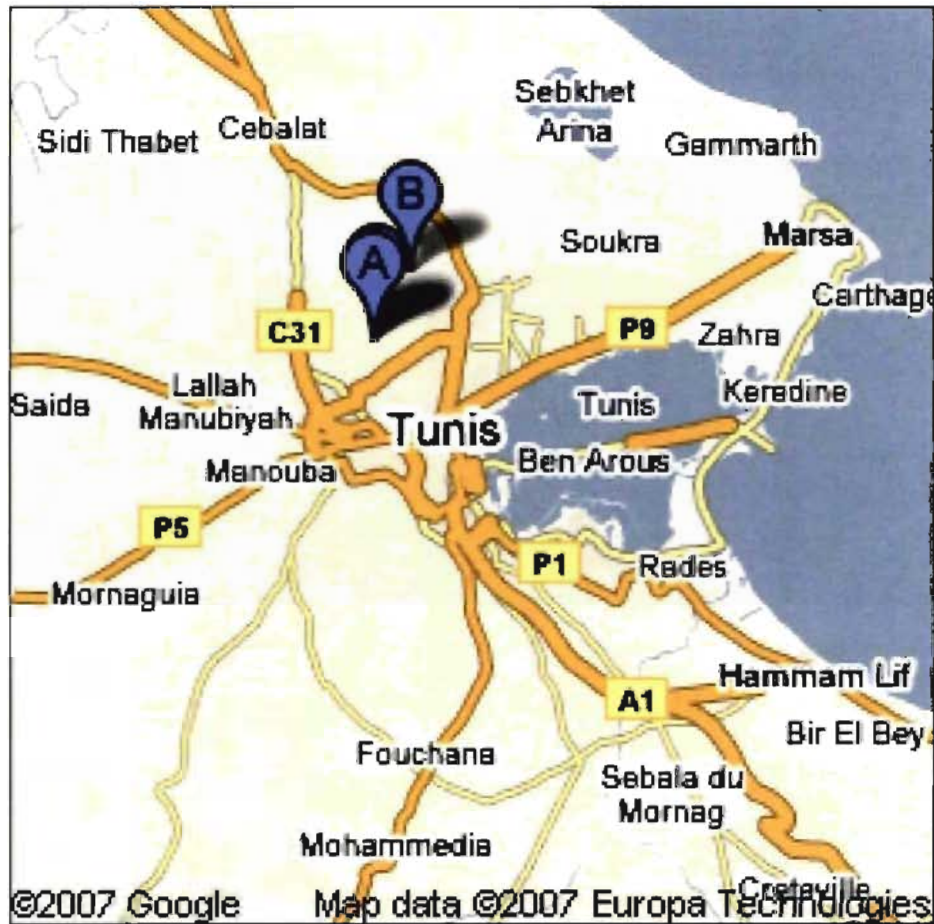 Sebkhet
Arina
Cebalat
Sidi Thabet
Gammarth
B
Soukra
Marsa
A
Carthage
C31
P9
Zahra
Lallah
Manubiyah
Saida
Keredine
Tunis
Tunis
Manouba
Ben Arous
P5
P1
Rades
Mornaguia
Hammam Lif
A1
Bir El Bey
Fouchana
Sebala du
Mornag
Mohammedia
Cretaville
©2007 Google Map data ©2007 Europa Technologies